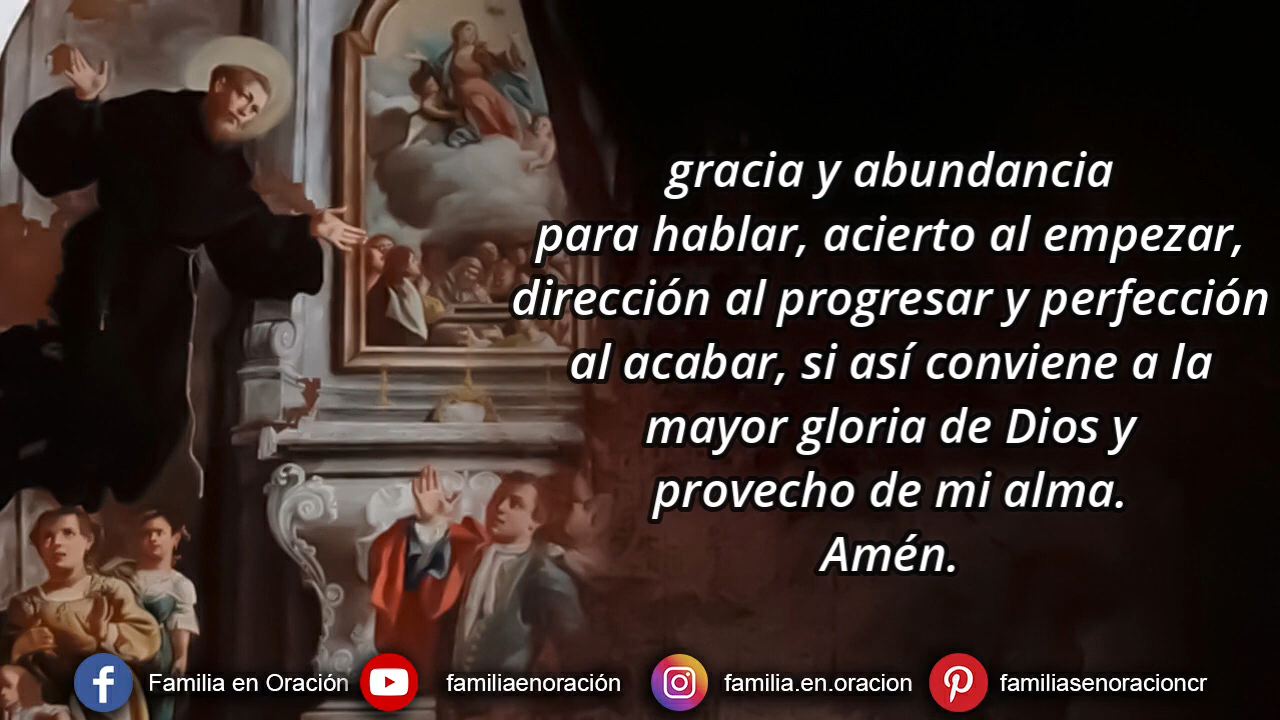 gracia y abundancia
para hablar, acierto al empezar,
dirección al progresar y perfección
al acabar, si así conviene a la
mayor gloria de Dios y
provecho de mi alma.
Amén.
Familia en Oración familiaenoración familia.en.oracion familiasenoracioncr